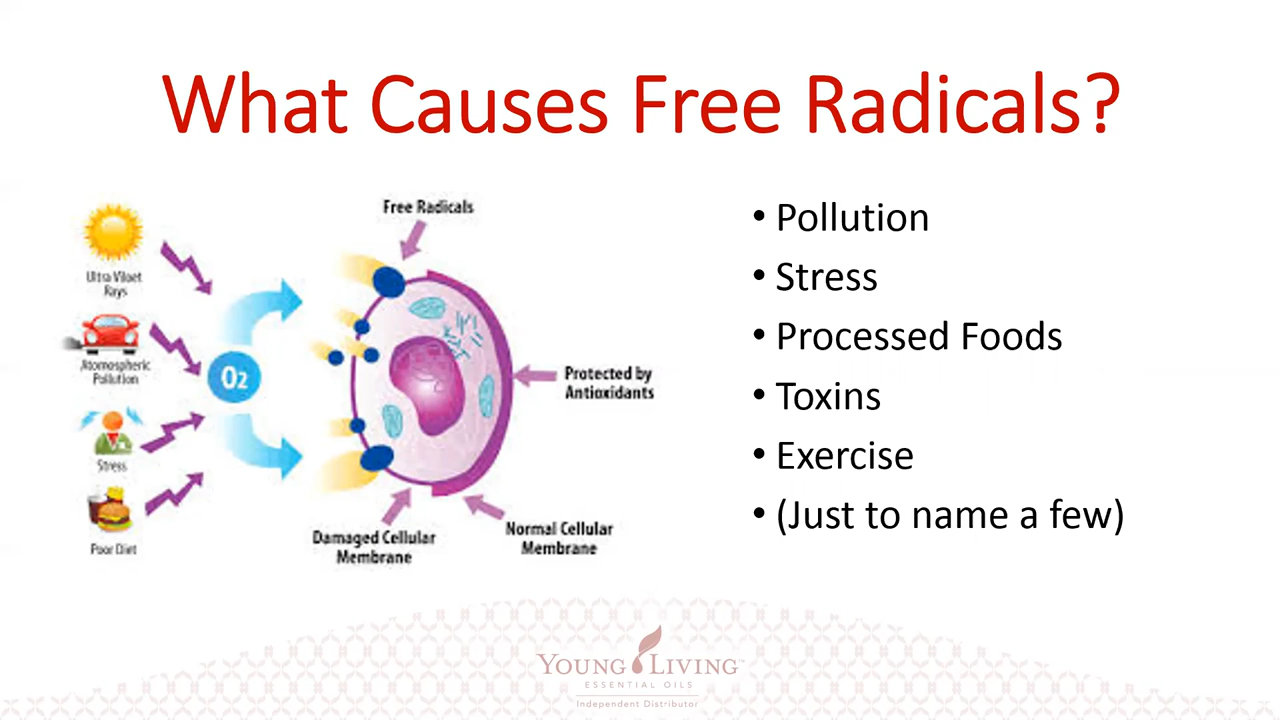 What Causes Free Radicals?
Free Radicals
Ultra Viloet
Rays
Atomospheric
Pollution
Stress
Poor Diet
O2
Protected by
Antioxidants
Damaged Cellular
Membrane
Normal Cellular
Membrane
• Pollution
• Stress
• Processed Foods
• Toxins
• Exercise
• (Just to name a few)
YOUNG LIVING™
ESSENTIAL OILS
Independent Distributor